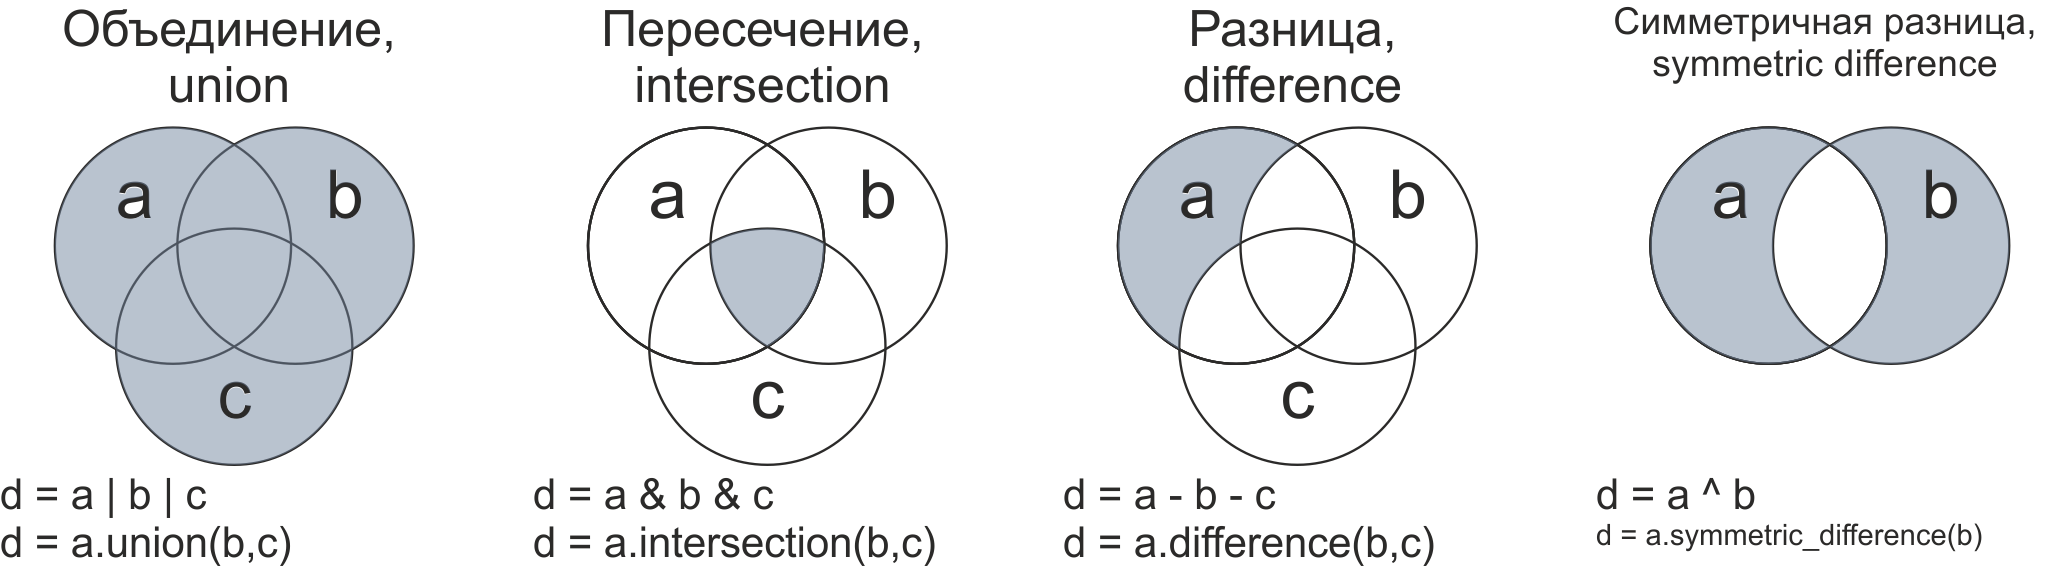 Объединение,
union
a
b
c
d = a | b | c
d = a.union(b,c)
Пересечение,
intersection
a
b
c
d = a & b & c
d = a.intersection(b,c)
Разница,
difference
a
b
c
d = a - b - c
d = a.difference(b,c)
Симметричная разница,
symmetric difference
a
b
d = a ^ b
d = a.symmetric_difference(b)